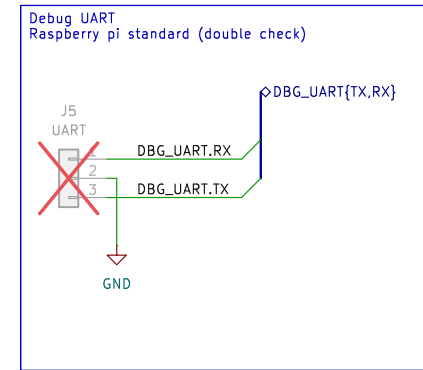 Debug UART
Raspberry pi standard (double check)
DBG_UART{TX,RX}
J5
UART
1
DBG_UART.RX
2
3
DBG_UART.TX
GND